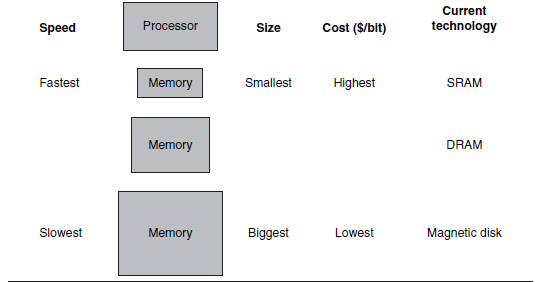 Speed Processor Size Cost ($/bit) Current
technology
Fastest Memory Smallest Highest SRAM
Memory DRAM
Slowest Memory Biggest Lowest Magnetic disk